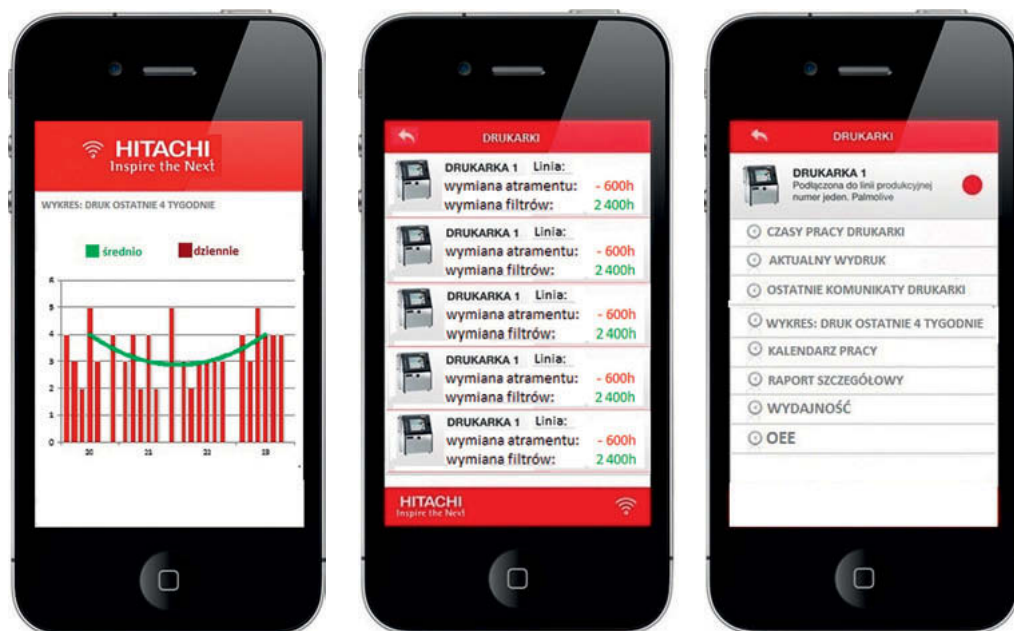 HITACHI
Inspire the Next
WYKRES: DRUK OSTATNIE 4 TYGODNIE
średnio dziennie
6
5
4
3
2
1
0
20 21 22 23
DRUKARKI
DRUKARKA 1 Linia:
wymiana atramentu: - 600h
wymiana filtrów: 2 400h
DRUKARKA 1 Linia:
wymiana atramentu: - 600h
wymiana filtrów: 2 400h
DRUKARKA 1 Linia:
wymiana atramentu: - 600h
wymiana filtrów: 2 400h
DRUKARKA 1 Linia:
wymiana atramentu: - 600h
wymiana filtrów: 2 400h
DRUKARKA 1 Linia:
wymiana atramentu: - 600h
wymiana filtrów: 2 400h
HITACHI
Inspire the Next
DRUKARKI
DRUKARKA 1
Podłączona do linii produkcyjnej
numer jeden. Palmolive
CZASY PRACY DRUKARKI
AKTUALNY WYDRUK
OSTATNIE KOMUNIKATY DRUKARKI
WYKRES: DRUK OSTATNIE 4 TYGODNIE
KALENDARZ PRACY
RAPORT SZCZEGÓŁOWY
WYDAJNOŚĆ
OEE